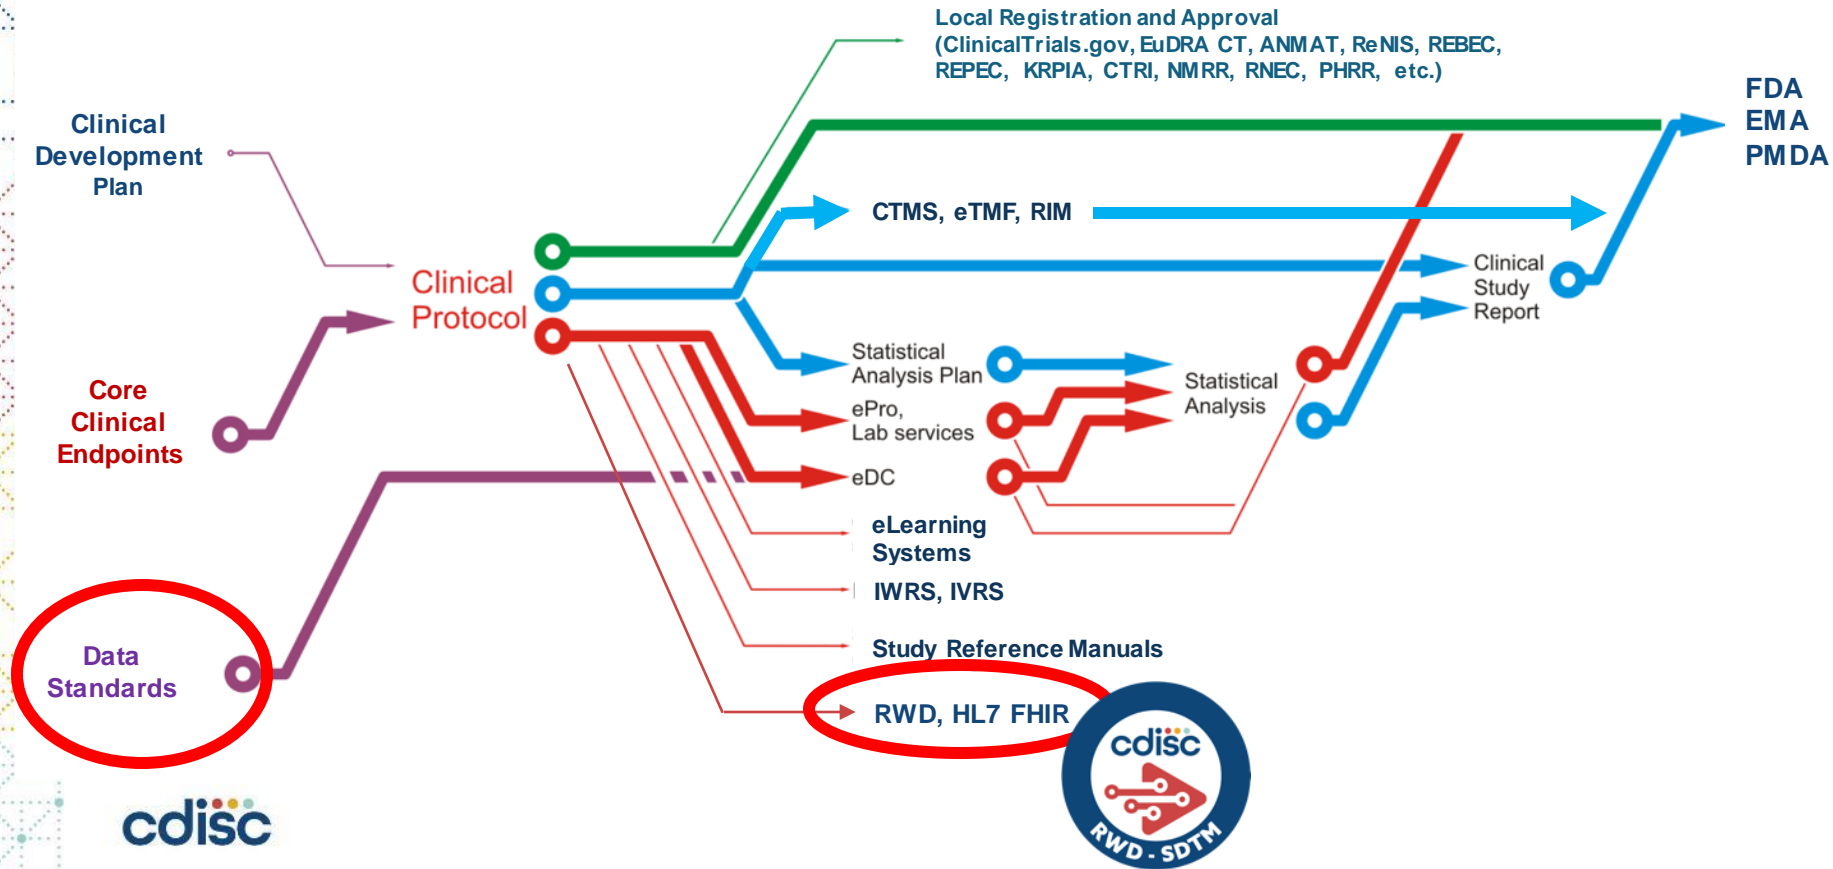 Local Registration and Approval
(ClinicalTrials.gov, EuDRA CT, ANMAT, ReNIS, REBEC,
REPEC, KRPIA, CTRI, NMRR, RNEC, PHRR, etc.)
FDA
EMA
PMDA
Clinical
Development
Plan
CTMS, eTMF, RIM
Clinical
Protocol
Clinical
Study
Report
Core
Clinical
Endpoints
Statistical
Analysis Plan
ePro,
Lab services
eDC
Statistical
Analysis
eLearning
Systems
IWRS, IVRS
Study Reference Manuals
Data
Standards
RWD, HL7 FHIR
cdisc
RWD - SDTM
cdisc